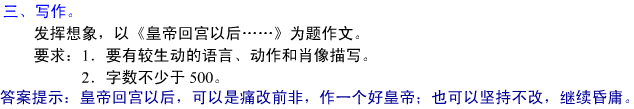 三、写作。
发挥想象，以《皇帝回宫以后……》为题作文。
要求：1．要有较生动的语言、动作和肖像描写。
2．字数不少于 500。
答案提示：皇帝回宫以后，可以是痛改前非，作一个好皇帝；也可以坚持不改，继续昏庸。